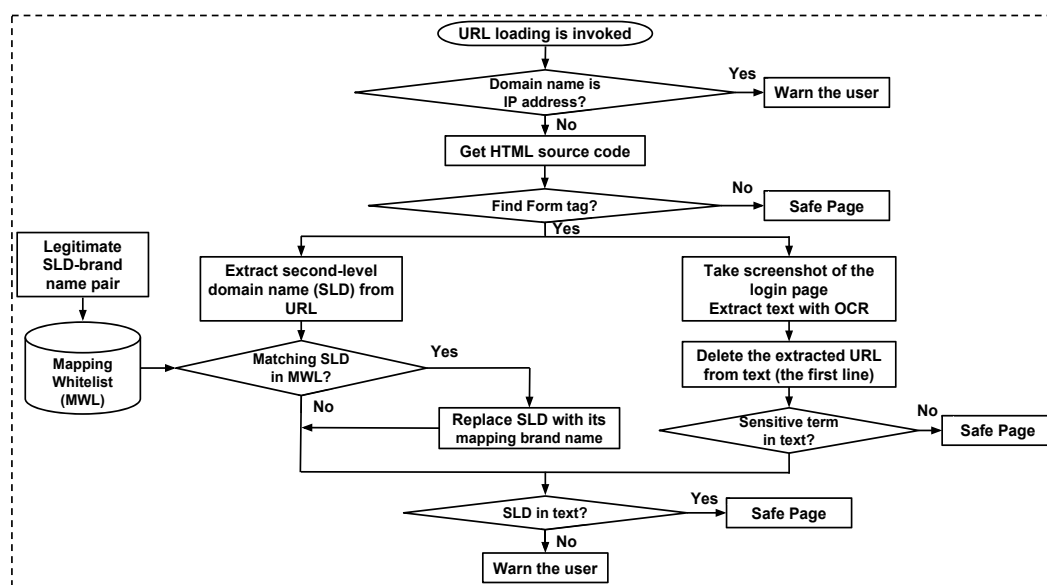 URL loading is invoked
Domain name is
IP address?
Yes
Warn the user
No
Get HTML source code
Find Form tag?
No
Safe Page
Yes
Legitimate
SLD-brand
name pair
Extract second-level
domain name (SLD) from
URL
Take screenshot of the
login page
Extract text with OCR
Mapping
Whitelist
(MWL)
Matching SLD
in MWL?
Yes
No
Replace SLD with its
mapping brand name
Delete the extracted URL
from text (the first line)
Sensitive term
in text?
No
Safe Page
SLD in text?
Yes
Safe Page
No
Warn the user